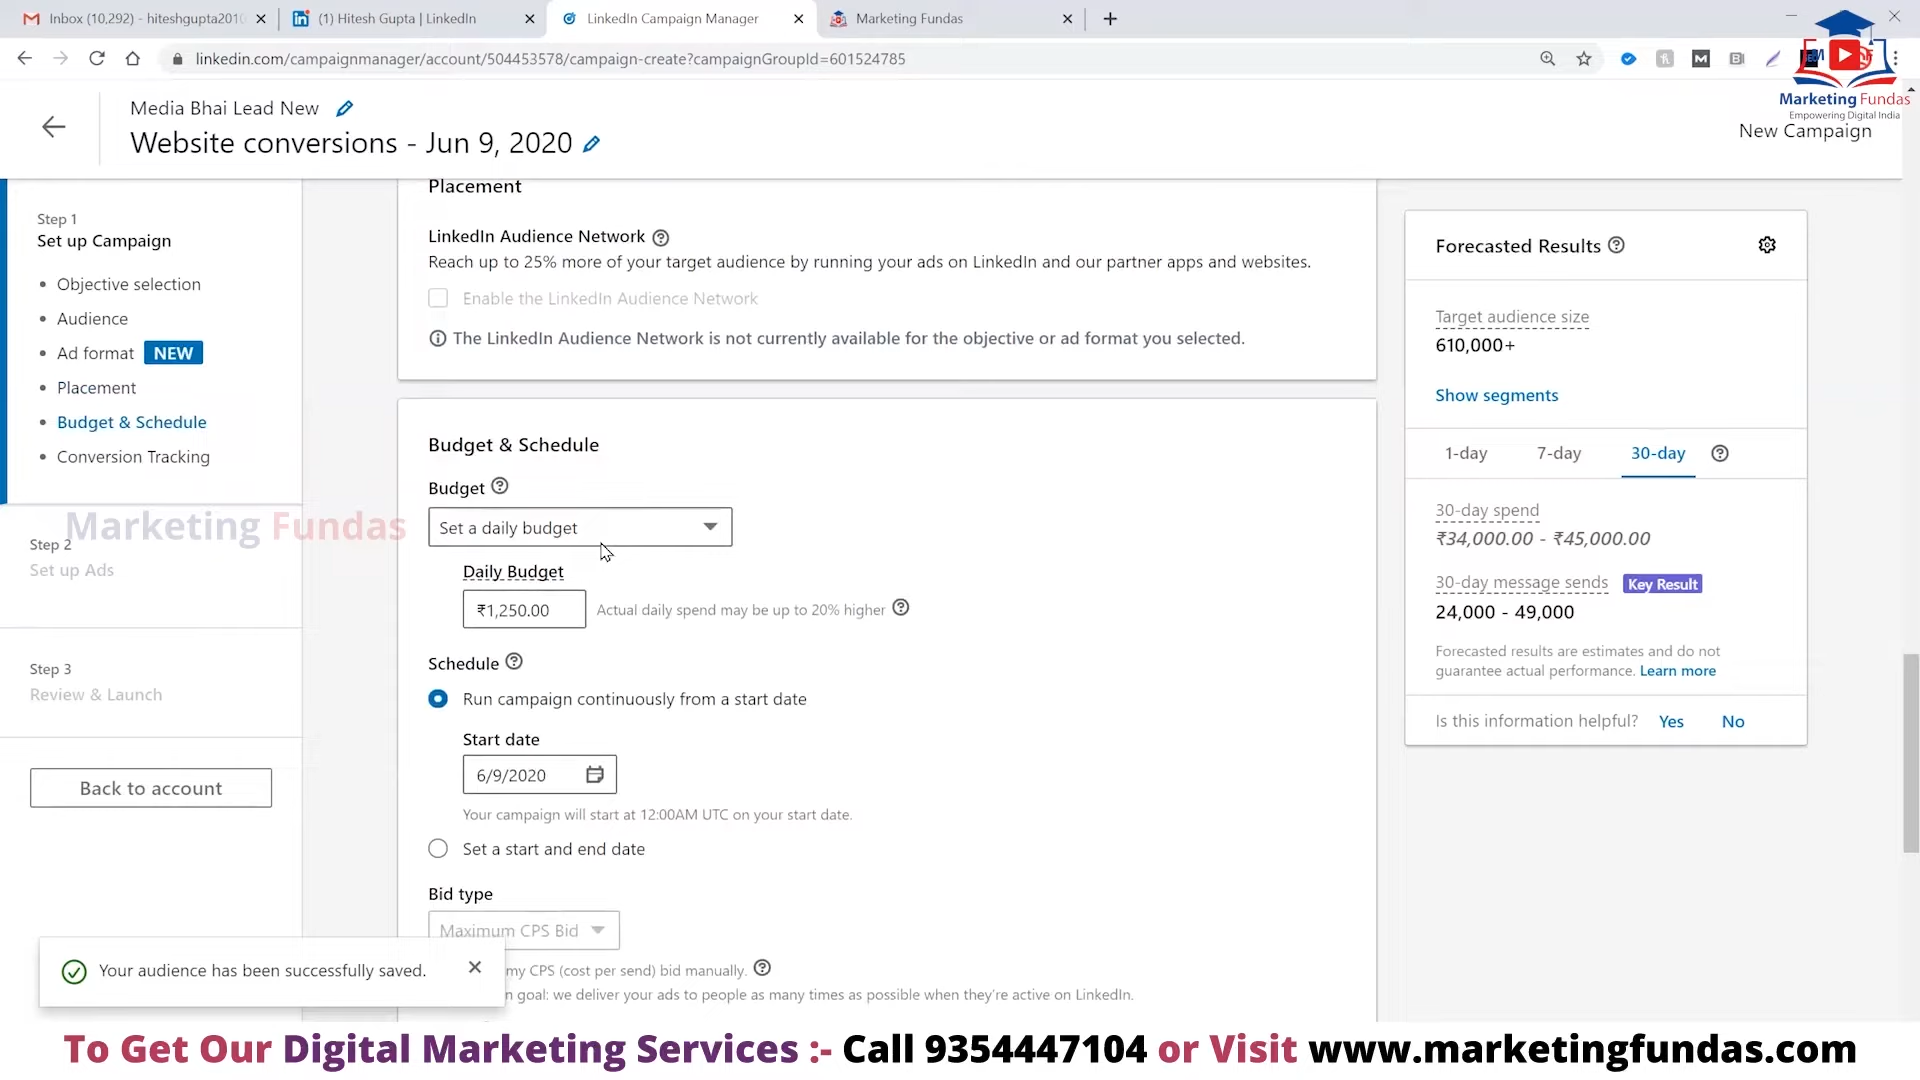 Inbox (10,292) - hiteshgupta2010
(1) Hitesh Gupta | LinkedIn
LinkedIn Campaign Manager
Marketing Fundas
linkedin.com/campaignmanager/account/504453578/campaign-create?campaignGroupId=601524785
Marketing Fundas
Empowering Digital India
Media Bhai Lead New
Website conversions - Jun 9, 2020
New Campaign
Step 1
Set up Campaign
Objective selection
Audience
Ad format NEW
Placement
Budget & Schedule
Conversion Tracking
Marketing Fundas
Step 2
Set up Ads
Step 3
Review & Launch
Back to account
Placement
LinkedIn Audience Network
Reach up to 25% more of your target audience by running your ads on LinkedIn and our partner apps and websites.
Enable the LinkedIn Audience Network
The LinkedIn Audience Network is not currently available for the objective or ad format you selected.
Budget & Schedule
Budget
Set a daily budget
Daily Budget
₹1,250.00 Actual daily spend may be up to 20% higher
Schedule
Run campaign continuously from a start date
Start date
6/9/2020
Your campaign will start at 12:00AM UTC on your start date.
Set a start and end date
Bid type
Maximum CPS Bid
my CPS (cost per send) bid manually.
n goal: we deliver your ads to people as many times as possible when they're active on LinkedIn.
Your audience has been successfully saved.
Forecasted Results
Target audience size
610,000+
Show segments
1-day 7-day 30-day
30-day spend
₹34,000.00 - ₹45,000.00
30-day message sends Key Result
24,000 - 49,000
Forecasted results are estimates and do not
guarantee actual performance. Learn more
Is this information helpful? Yes No
To Get Our Digital Marketing Services :- Call 9354447104 or Visit www.marketingfundas.com